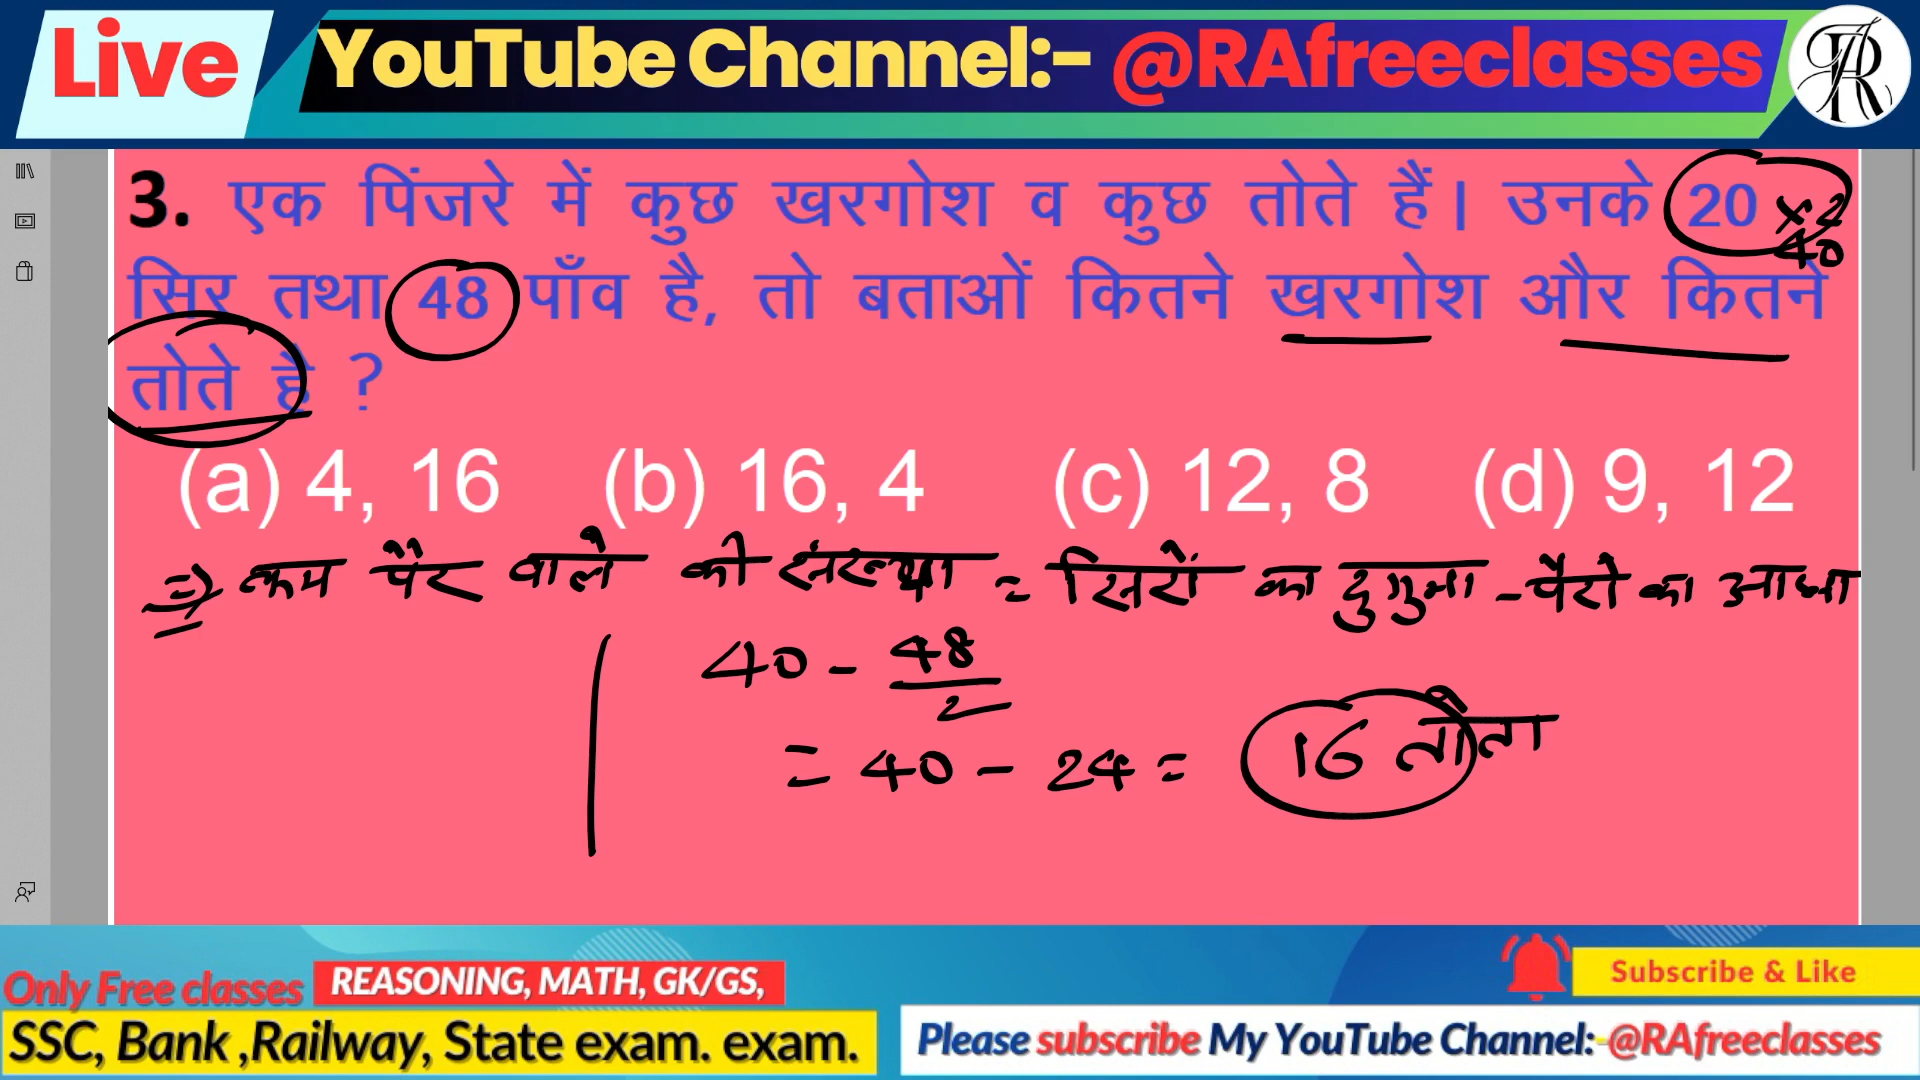 Live
YouTube Channel:- @RAfreeclasses
3. एक पिंजरे में कुछ खरगोश व कुछ तोते हैं। उनके 20 ×2
40
सिर तथा 48 पाँव है, तो बताओं कितने खरगोश और कितने
तोते है ?
(a) 4, 16 (b) 16, 4 (c) 12, 8 (d) 9, 12
=> कम पैर वाले की संख्या = सिरों का दुगुना - पैरो का आधा
40 - 48/2
= 40 - 24 = 16 तोता
Only Free classes REASONING, MATH, GK/GS,
SSC, Bank ,Railway, State exam. exam.
Subscribe & Like
Please subscribe My YouTube Channel:-@RAfreeclasses